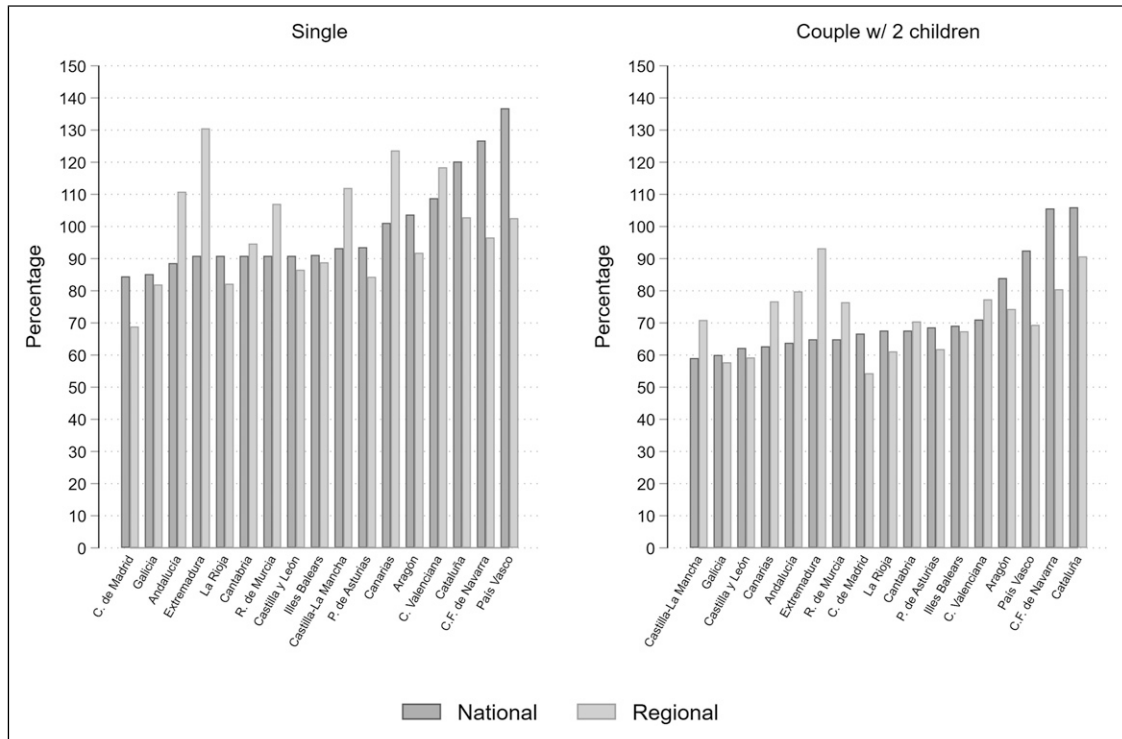 Single
Percentage
150
140
130
120
110
100
90
80
70
60
50
40
30
20
10
0
C. de Madrid
Galicia
Andalucía
Extremadura
La Rioja
Cantabria
R. de Murcia
Castilla y León
Illes Balears
Castilla-La Mancha
P. de Asturias
Canarias
Aragón
C. Valenciana
Cataluña
C.F. de Navarra
País Vasco
Couple w/ 2 children
Percentage
150
140
130
120
110
100
90
80
70
60
50
40
30
20
10
0
Castilla-La Mancha
Galicia
Castilla y León
Canarias
Andalucía
Extremadura
R. de Murcia
C. de Madrid
La Rioja
Cantabria
P. de Asturias
Illes Balears
C. Valenciana
Aragón
País Vasco
C.F. de Navarra
Cataluña
National
Regional